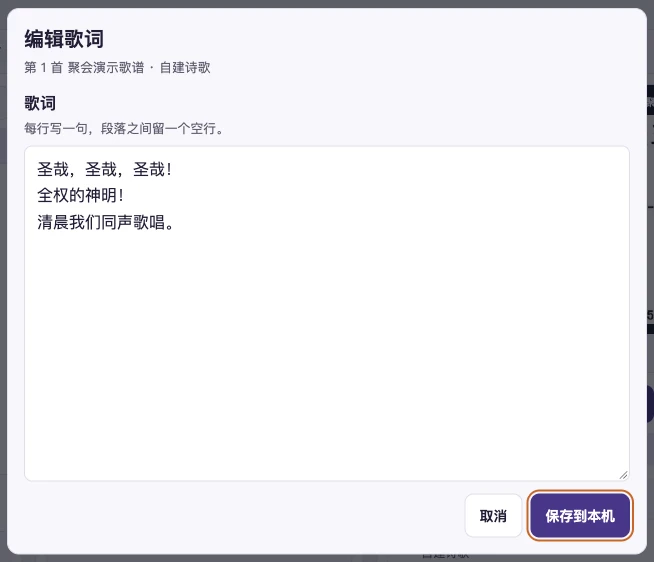 编辑歌词
第 1 首 聚会演示歌谱 · 自建诗歌
歌词
每行写一句，段落之间留一个空行。
圣哉，圣哉，圣哉！
全权的神明！
清晨我们同声歌唱。
取消
保存到本机